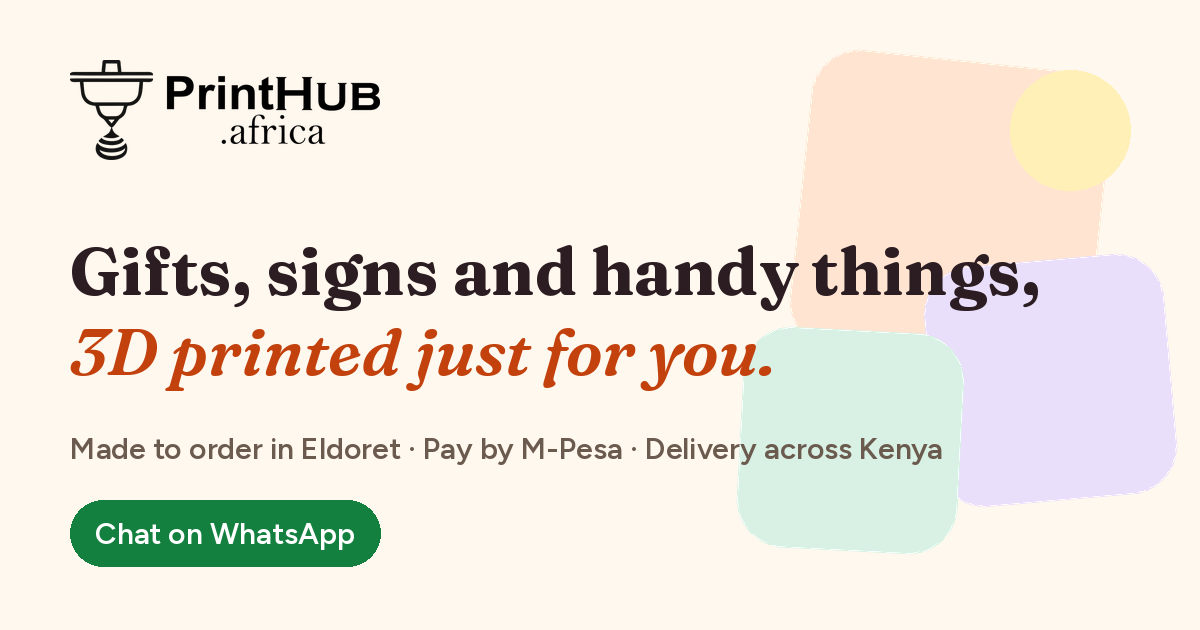 PrintHUB
.africa
Gifts, signs and handy things,
3D printed just for you.
Made to order in Eldoret · Pay by M-Pesa · Delivery across Kenya
Chat on WhatsApp